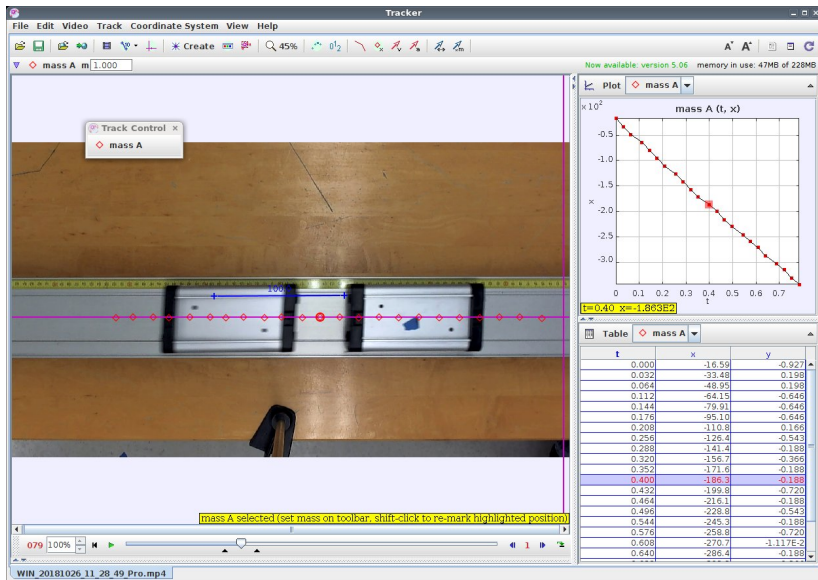 Tracker
File Edit Video Track Coordinate System View Help
Create 45%
mass A m 1.000
Now available: version 5.06 memory in use: 47MB of 228MB
Track Control ×
mass A
100
Plot mass A
×10²
mass A (t, x)
-0.5
-1.0
-1.5
-2.0
-2.5
-3.0
x
0 0.1 0.2 0.3 0.4 0.5 0.6 0.7
t
t=0.40 x=-1.863E2
Table mass A
t x y
0.000 -16.59 -0.927
0.032 -33.48 0.198
0.064 -48.95 0.198
0.112 -64.15 -0.646
0.144 -79.91 -0.646
0.176 -95.10 -0.646
0.208 -110.8 0.166
0.256 -126.4 -0.543
0.288 -141.4 -0.188
0.320 -156.7 -0.366
0.352 -171.6 -0.188
0.400 -186.3 -0.188
0.432 -199.8 -0.720
0.464 -216.1 -0.188
0.496 -228.8 -0.543
0.544 -245.3 -0.188
0.576 -258.8 -0.720
0.608 -270.7 -1.117E-2
0.640 -286.4 -0.188
mass A selected (set mass on toolbar, shift-click to re-mark highlighted position)
079 100% 1
WIN_20181026_11_28_49_Pro.mp4